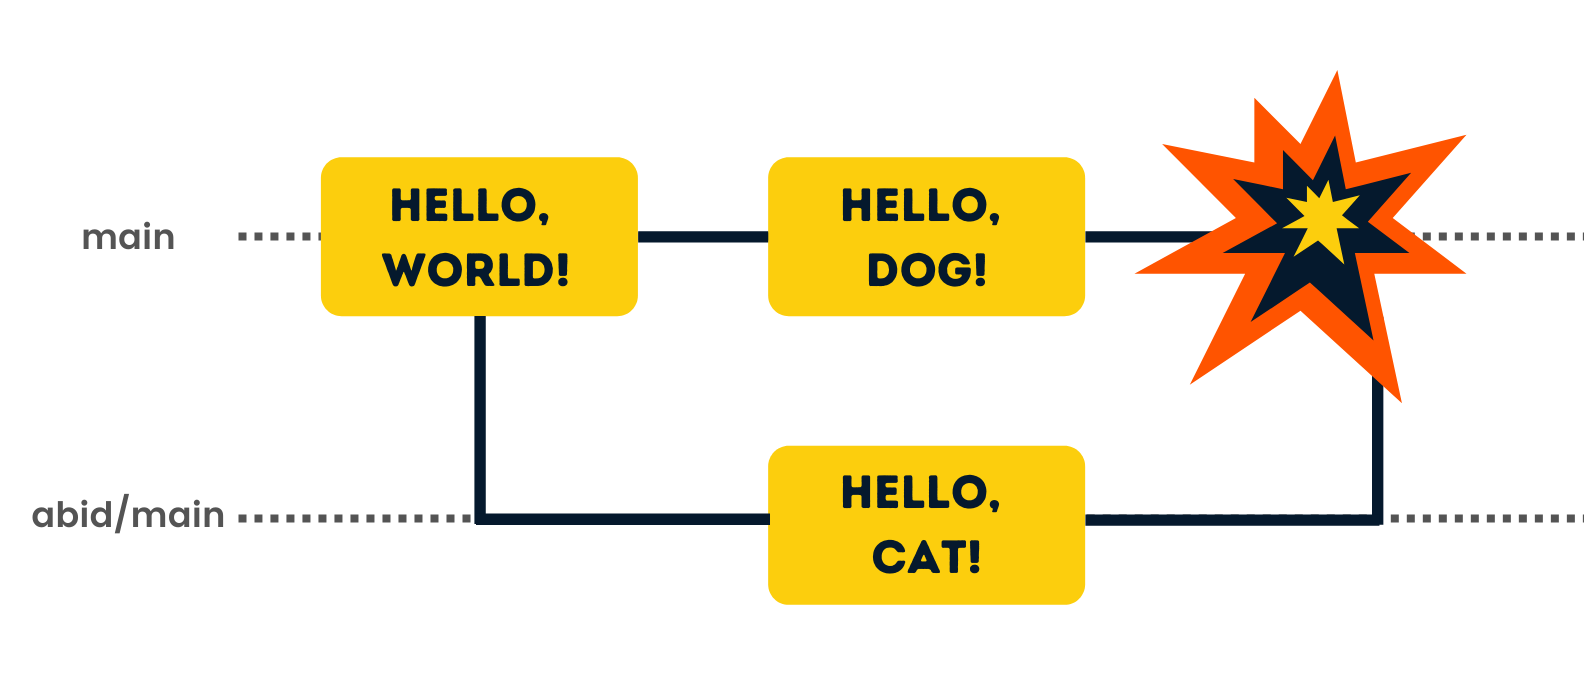 HELLO,
WORLD!
HELLO,
DOG!
main
HELLO,
CAT!
abid/main